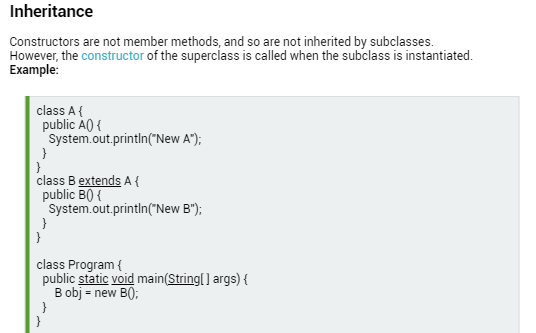 Inheritance
Constructors are not member methods, and so are not inherited by subclasses.
However, the constructor of the superclass is called when the subclass is instantiated.
Example:
class A {
public A() {
System.out.println("New A");
}
}
class B extends A {
public B() {
System.out.println("New B");
}
}
class Program {
public static void main(String[ ] args) {
B obj = new B();
}
}